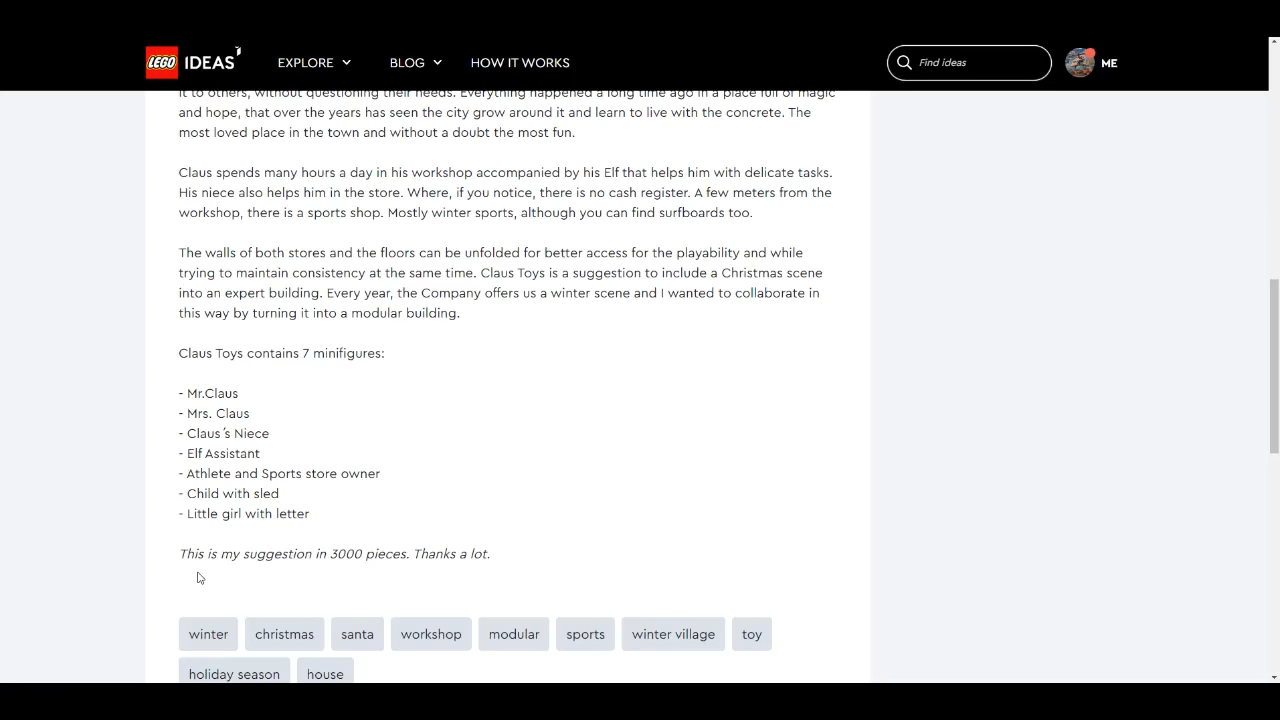 LEGO IDEAS EXPLORE BLOG HOW IT WORKS Find ideas ME
it to others, without questioning their needs. Everything happened a long time ago in a place full of magic
and hope, that over the years has seen the city grow around it and learn to live with the concrete. The
most loved place in the town and without a doubt the most fun.
Claus spends many hours a day in his workshop accompanied by his Elf that helps him with delicate tasks.
His niece also helps him in the store. Where, if you notice, there is no cash register. A few meters from the
workshop, there is a sports shop. Mostly winter sports, although you can find surfboards too.
The walls of both stores and the floors can be unfolded for better access for the playability and while
trying to maintain consistency at the same time. Claus Toys is a suggestion to include a Christmas scene
into an expert building. Every year, the Company offers us a winter scene and I wanted to collaborate in
this way by turning it into a modular building.
Claus Toys contains 7 minifigures:
- Mr.Claus
- Mrs. Claus
- Claus´s Niece
- Elf Assistant
- Athlete and Sports store owner
- Child with sled
- Little girl with letter
This is my suggestion in 3000 pieces. Thanks a lot.
winter christmas santa workshop modular sports winter village toy
holiday season house